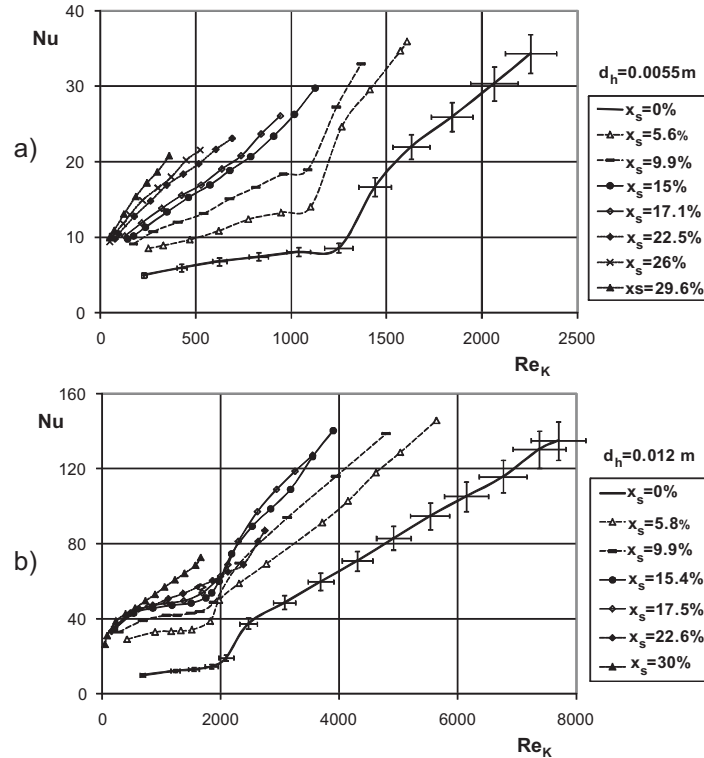 a)
Nu
40
30
20
10
0
0 500 1000 1500 2000 2500
Re_K
d_h=0.0055m
x_s=0%
x_s=5.6%
x_s=9.9%
x_s=15%
x_s=17.1%
x_s=22.5%
x_s=26%
xs=29.6%
b)
Nu
160
120
80
40
0
0 2000 4000 6000 8000
Re_K
d_h=0.012 m
x_s=0%
x_s=5.8%
x_s=9.9%
x_s=15.4%
x_s=17.5%
x_s=22.6%
x_s=30%